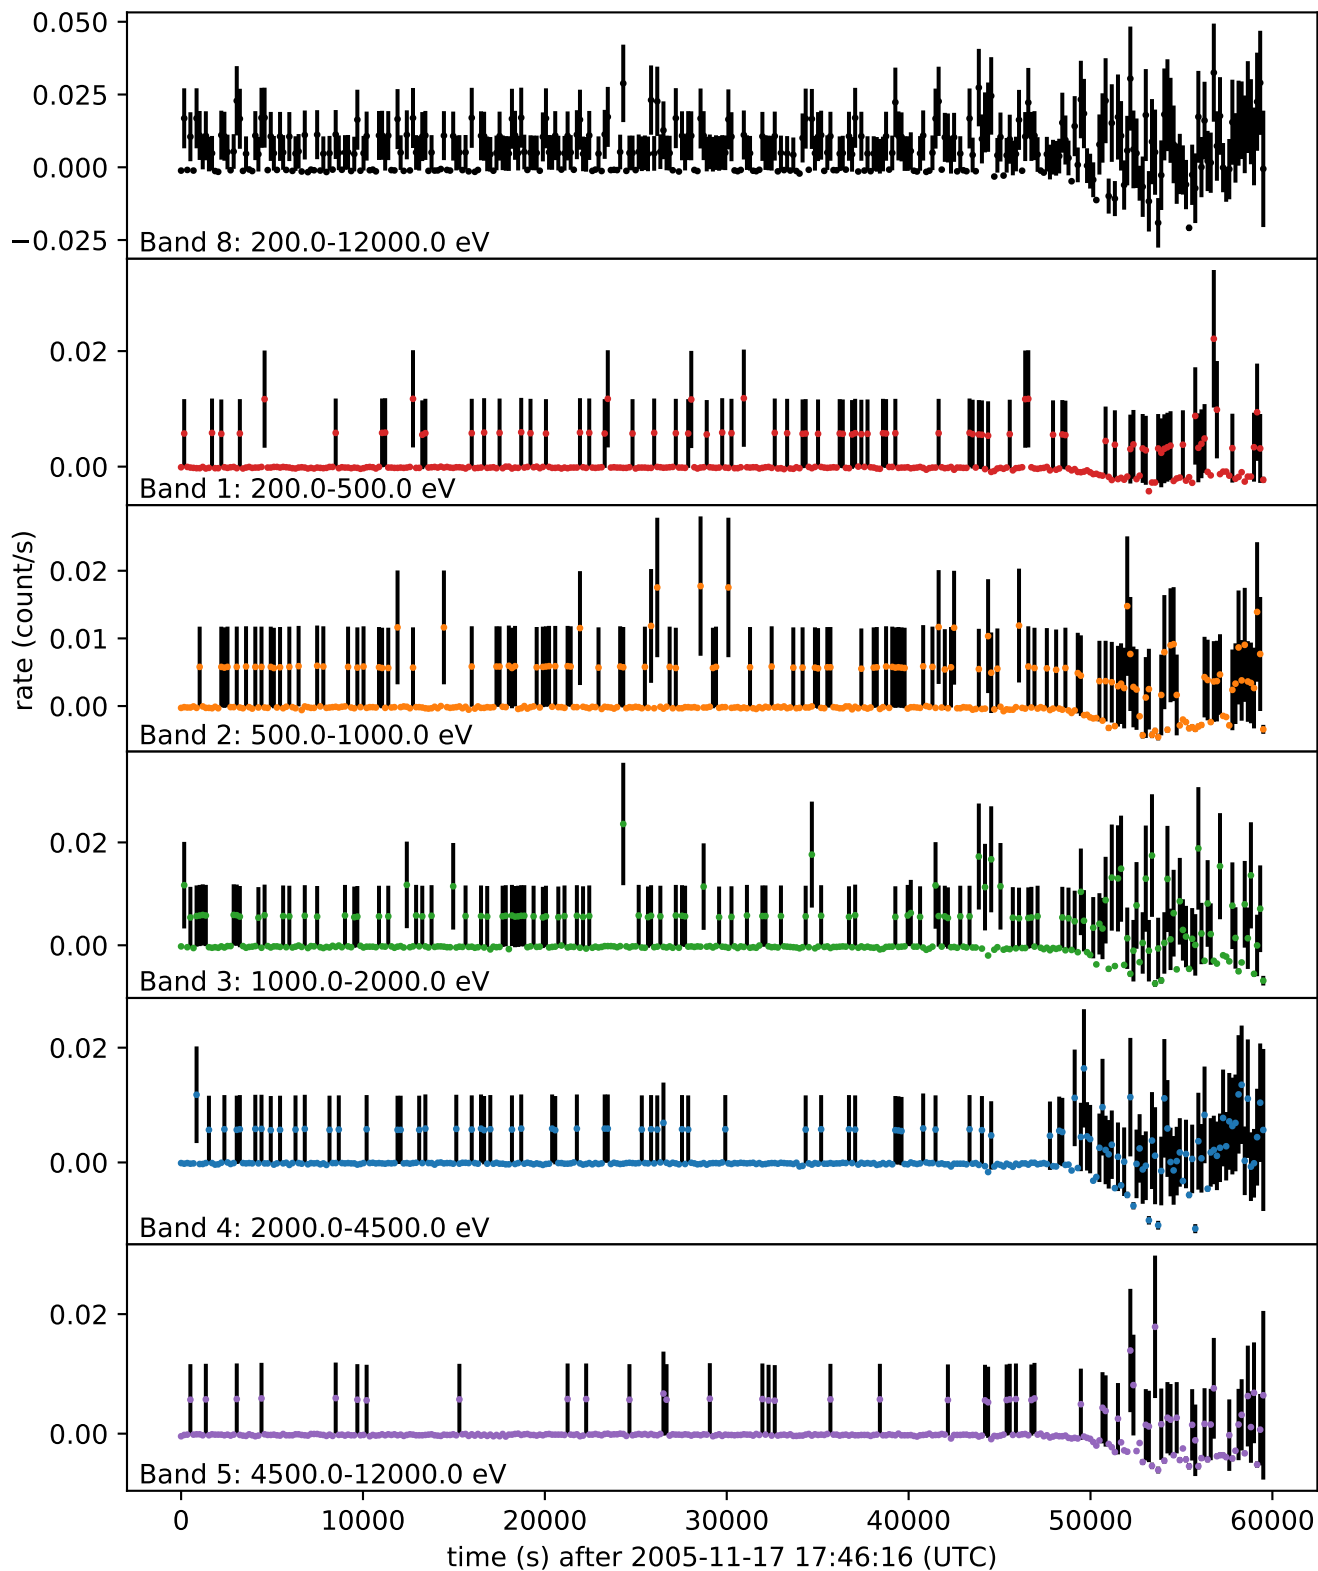 0.050
0.025
0.000
−0.025
Band 8: 200.0-12000.0 eV
0.02
0.00
Band 1: 200.0-500.0 eV
0.02
0.01
0.00
Band 2: 500.0-1000.0 eV
rate (count/s)
0.02
0.00
Band 3: 1000.0-2000.0 eV
0.02
0.00
Band 4: 2000.0-4500.0 eV
0.02
0.00
Band 5: 4500.0-12000.0 eV
0 10000 20000 30000 40000 50000 60000
time (s) after 2005-11-17 17:46:16 (UTC)